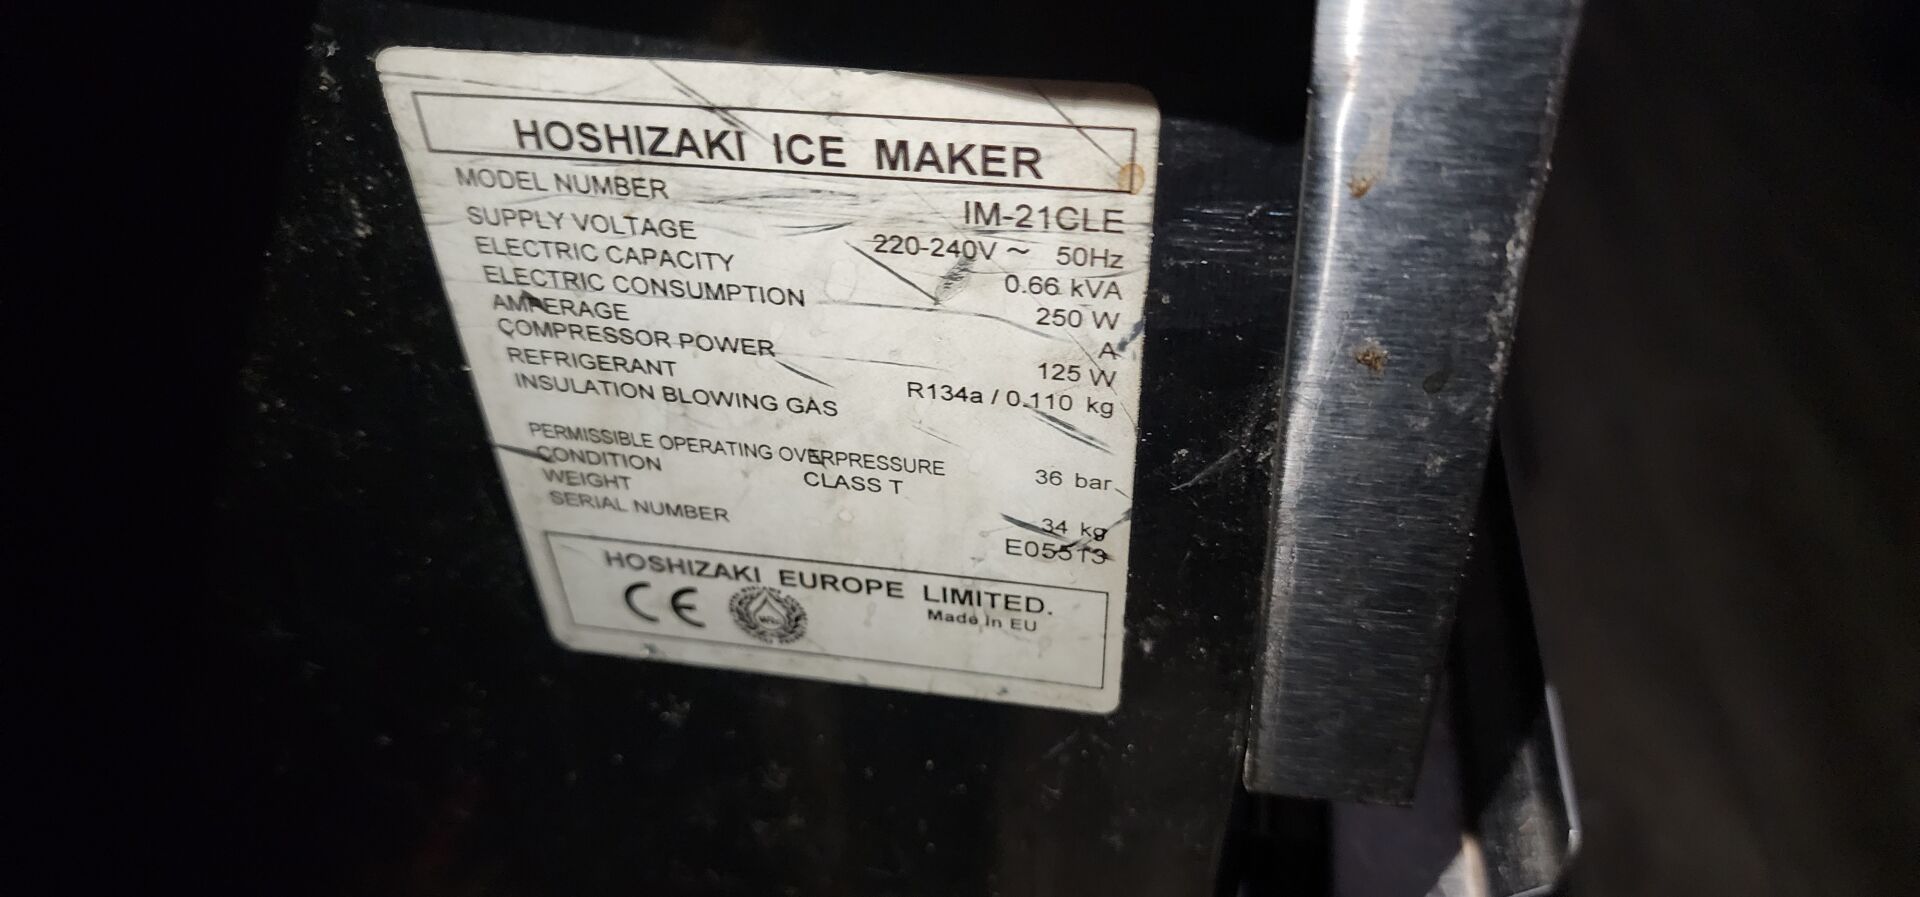 HOSHIZAKI ICE MAKER
MODEL NUMBER IM-21CLE
SUPPLY VOLTAGE 220-240V ~ 50Hz
ELECTRIC CAPACITY 0.66 kVA
ELECTRIC CONSUMPTION 250 W
AMPERAGE A
COMPRESSOR POWER 125 W
REFRIGERANT R134a / 0.110 kg
INSULATION BLOWING GAS
PERMISSIBLE OPERATING OVERPRESSURE 36 bar
CONDITION CLASS T
WEIGHT 34 kg
SERIAL NUMBER E05513
HOSHIZAKI EUROPE LIMITED.
CE Made in EU